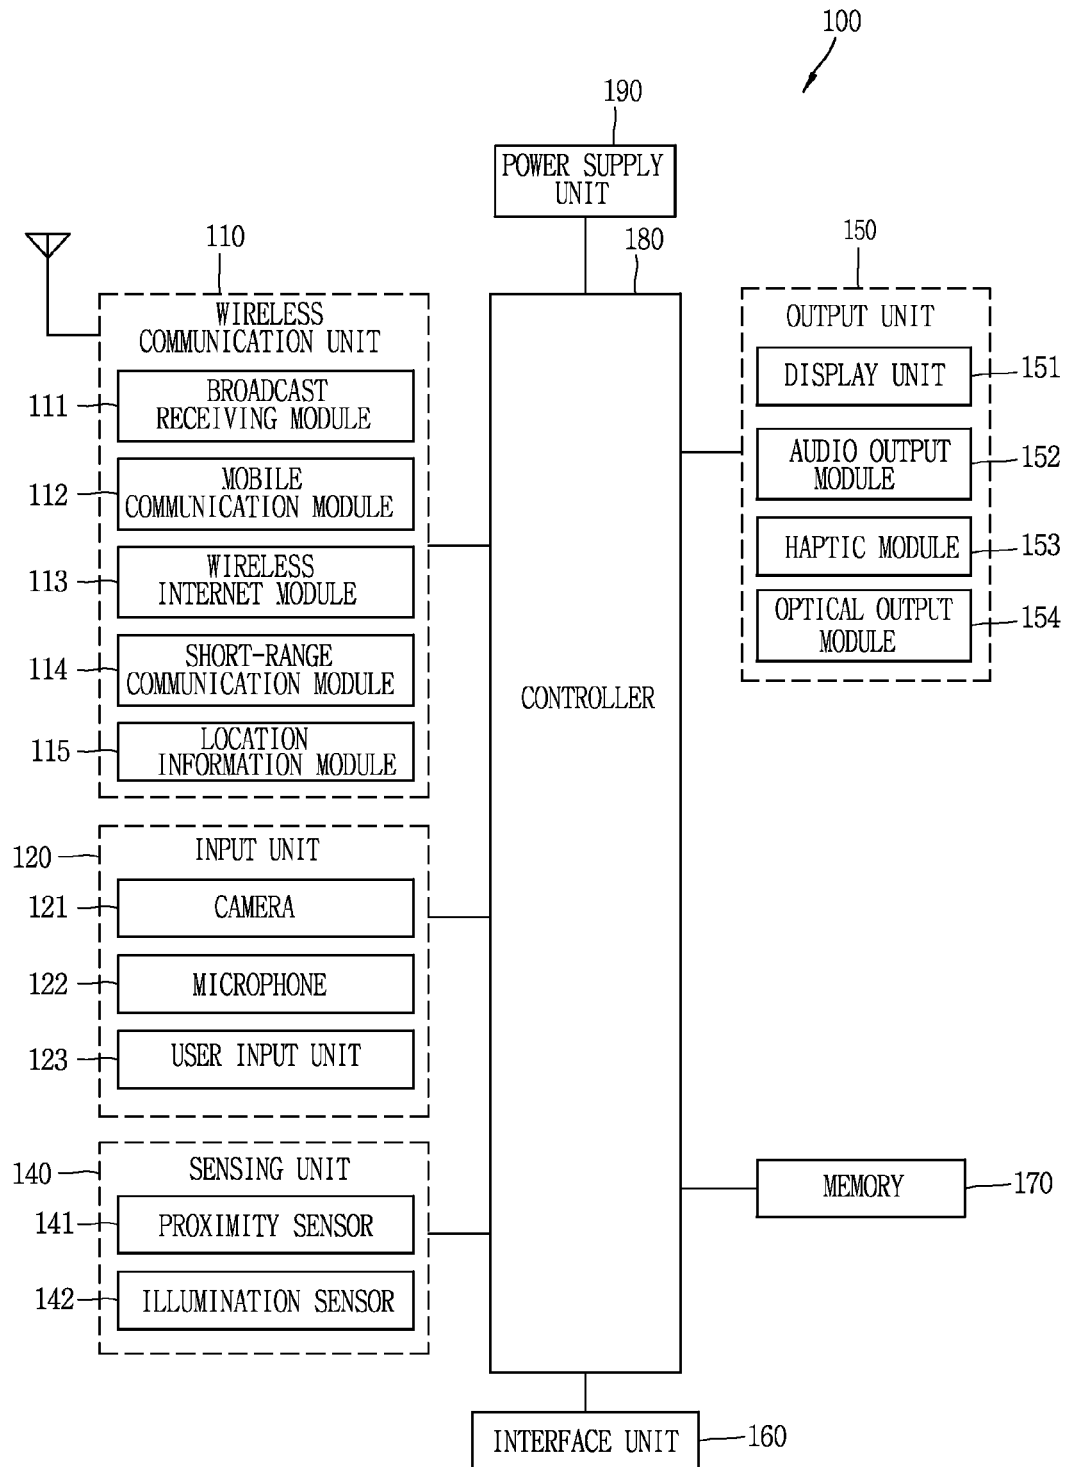 100
190
POWER SUPPLY
UNIT
110
180
150
WIRELESS
COMMUNICATION UNIT
111
BROADCAST
RECEIVING MODULE
112
MOBILE
COMMUNICATION MODULE
113
WIRELESS
INTERNET MODULE
114
SHORT-RANGE
COMMUNICATION MODULE
115
LOCATION
INFORMATION MODULE
120
INPUT UNIT
121
CAMERA
122
MICROPHONE
123
USER INPUT UNIT
140
SENSING UNIT
141
PROXIMITY SENSOR
142
ILLUMINATION SENSOR
CONTROLLER
OUTPUT UNIT
DISPLAY UNIT
151
AUDIO OUTPUT
MODULE
152
HAPTIC MODULE
153
OPTICAL OUTPUT
MODULE
154
MEMORY
170
INTERFACE UNIT
160